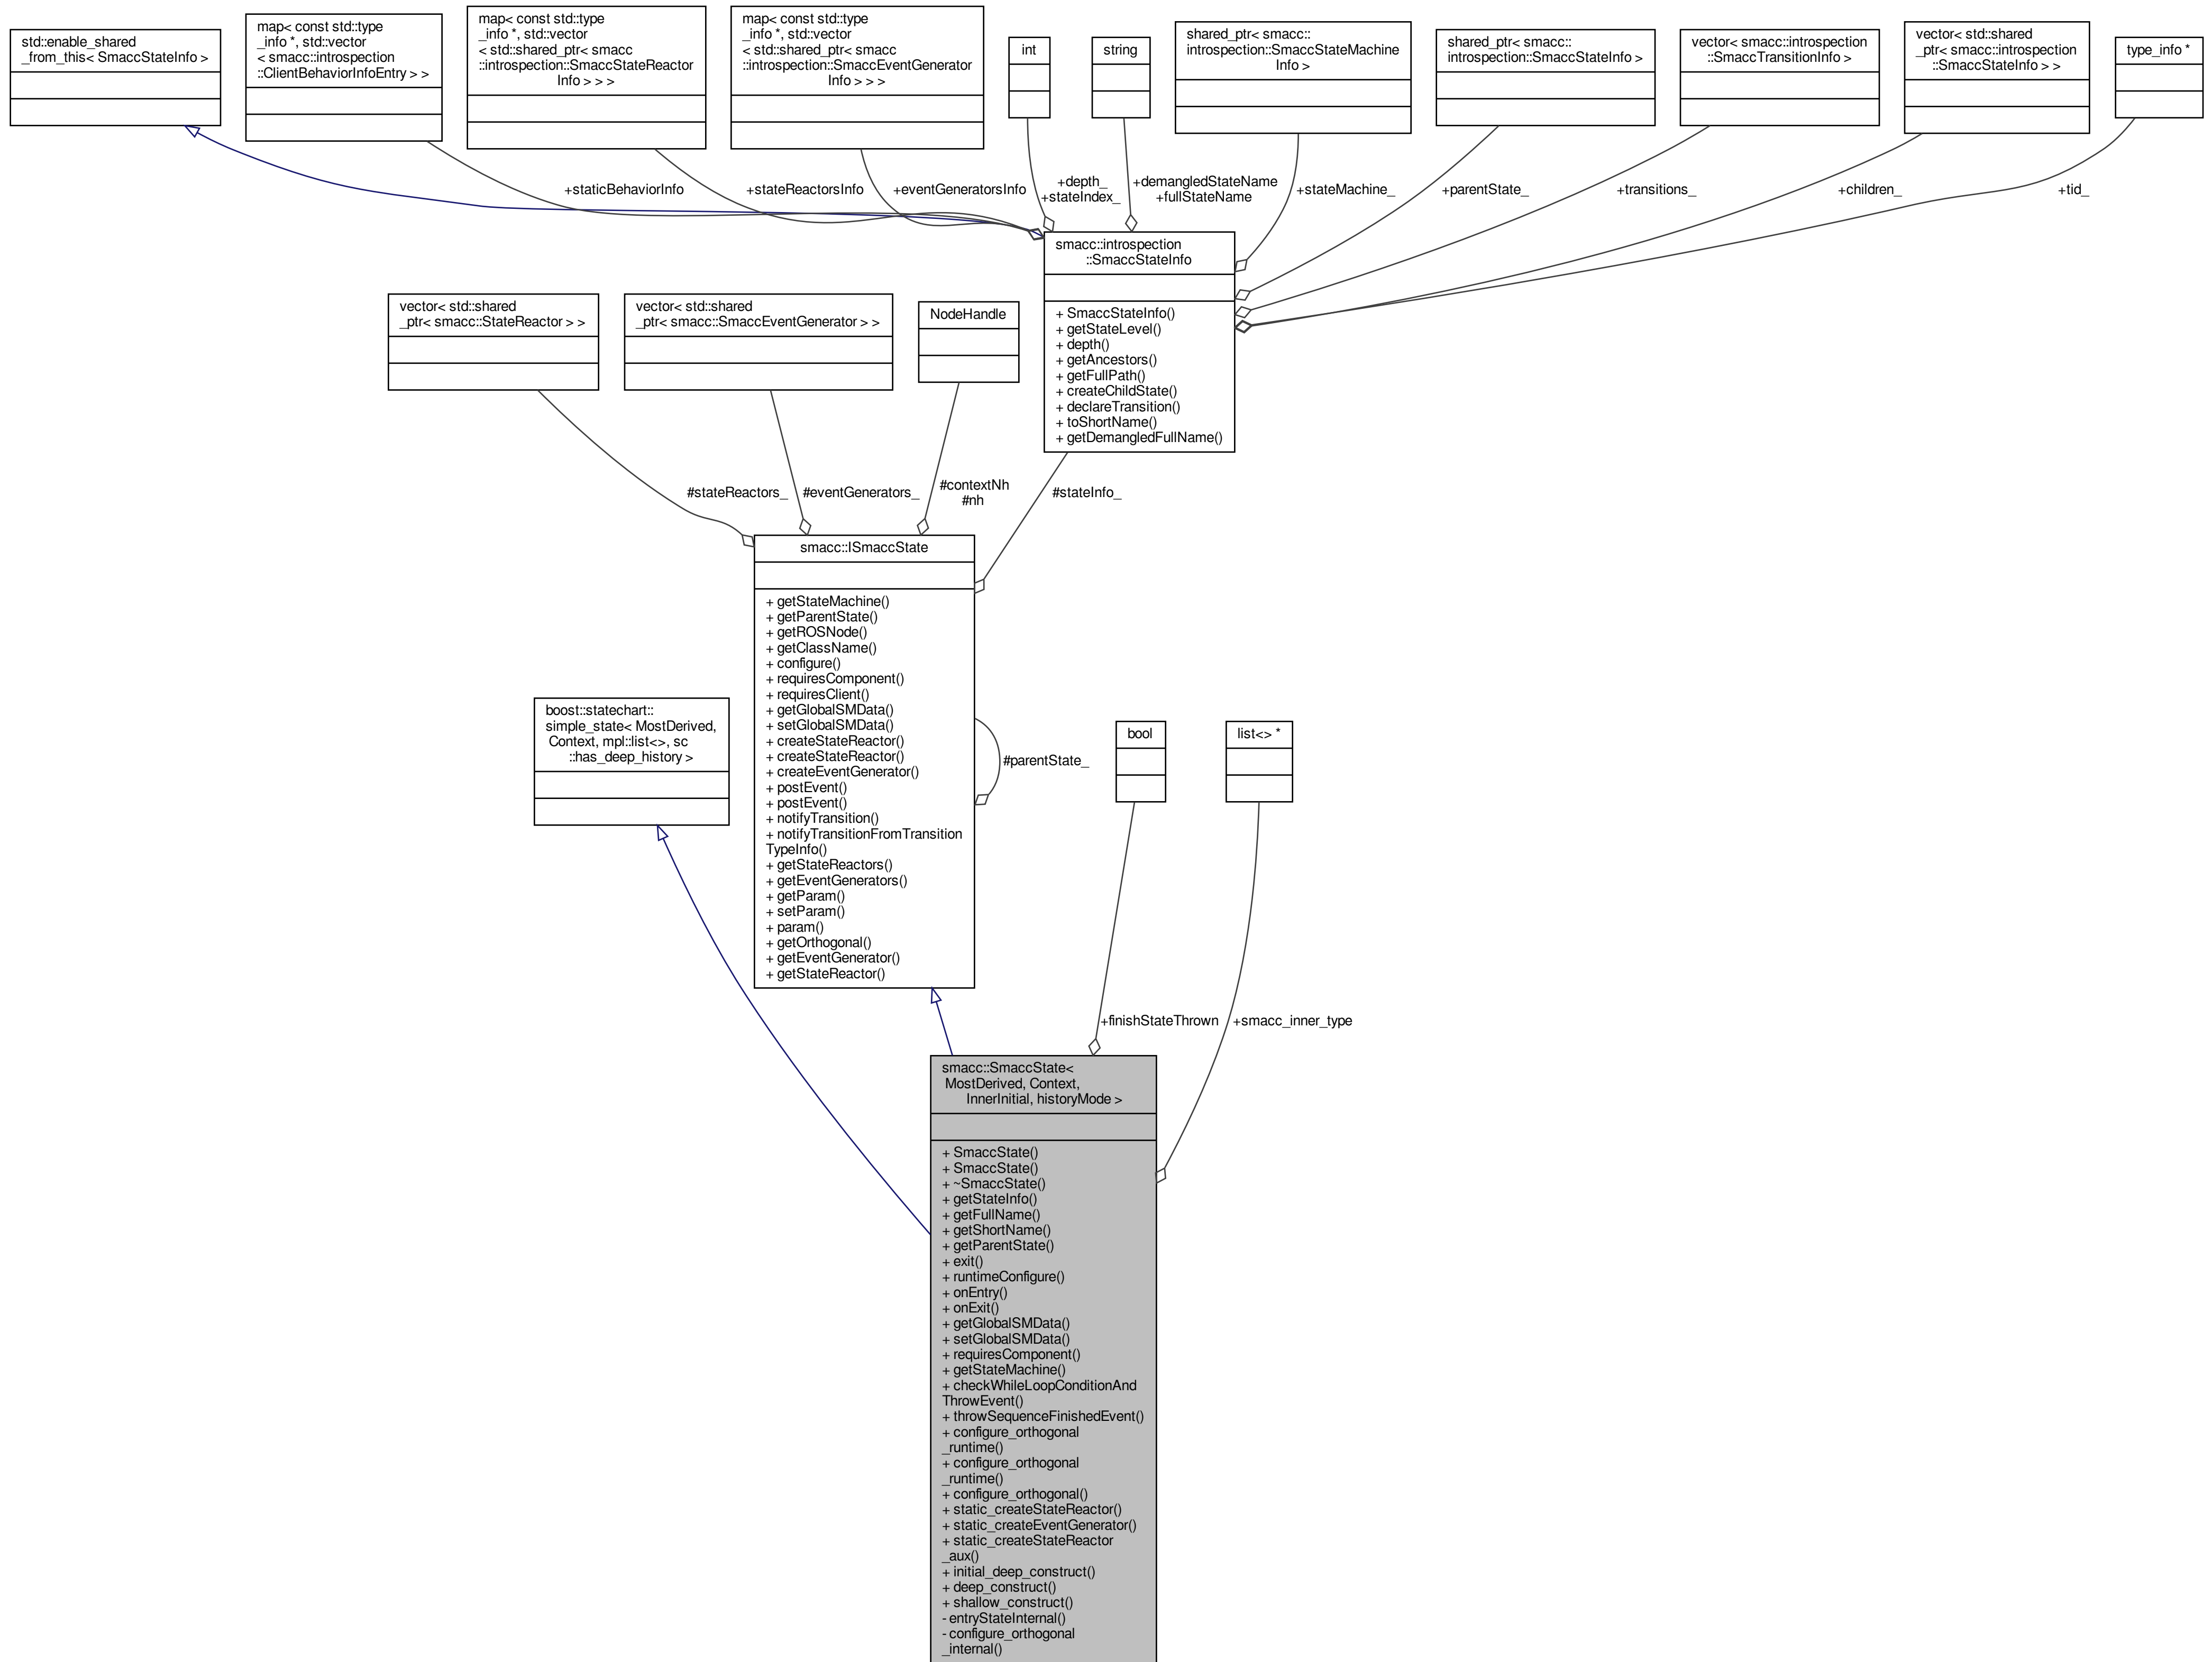 std::enable_shared
_from_this< SmaccStateInfo >
map< const std::type
_info *, std::vector
< smacc::introspection
::ClientBehaviorInfoEntry > >
map< const std::type
_info *, std::vector
< std::shared_ptr< smacc
::introspection::SmaccStateReactor
Info > > >
map< const std::type
_info *, std::vector
< std::shared_ptr< smacc
::introspection::SmaccEventGenerator
Info > > >
int
string
shared_ptr< smacc::
introspection::SmaccStateMachine
Info >
shared_ptr< smacc::
introspection::SmaccStateInfo >
vector< smacc::introspection
::SmaccTransitionInfo >
vector< std::shared
_ptr< smacc::introspection
::SmaccStateInfo > >
type_info *
+staticBehaviorInfo
+stateReactorsInfo
+eventGeneratorsInfo
+depth_
+stateIndex_
+demangledStateName
+fullStateName
+stateMachine_
+parentState_
+transitions_
+children_
+tid_
smacc::introspection
::SmaccStateInfo
+ SmaccStateInfo()
+ getStateLevel()
+ depth()
+ getAncestors()
+ getFullPath()
+ createChildState()
+ declareTransition()
+ toShortName()
+ getDemangledFullName()
vector< std::shared
_ptr< smacc::StateReactor > >
vector< std::shared
_ptr< smacc::SmaccEventGenerator > >
NodeHandle
#stateReactors_
#eventGenerators_
#contextNh
#nh
#stateInfo_
smacc::ISmaccState
+ getStateMachine()
+ getParentState()
+ getROSNode()
+ getClassName()
+ configure()
+ requiresComponent()
+ requiresClient()
+ getGlobalSMData()
+ setGlobalSMData()
+ createStateReactor()
+ createStateReactor()
+ createEventGenerator()
+ postEvent()
+ postEvent()
+ notifyTransition()
+ notifyTransitionFromTransition
TypeInfo()
+ getStateReactors()
+ getEventGenerators()
+ getParam()
+ setParam()
+ param()
+ getOrthogonal()
+ getEventGenerator()
+ getStateReactor()
#parentState_
boost::statechart::
simple_state< MostDerived,
Context, mpl::list<>, sc
::has_deep_history >
bool
list<> *
+finishStateThrown
+smacc_inner_type
smacc::SmaccState<
MostDerived, Context,
InnerInitial, historyMode >
+ SmaccState()
+ SmaccState()
+ ~SmaccState()
+ getStateInfo()
+ getFullName()
+ getShortName()
+ getParentState()
+ exit()
+ runtimeConfigure()
+ onEntry()
+ onExit()
+ getGlobalSMData()
+ setGlobalSMData()
+ requiresComponent()
+ getStateMachine()
+ checkWhileLoopConditionAnd
ThrowEvent()
+ throwSequenceFinishedEvent()
+ configure_orthogonal
_runtime()
+ configure_orthogonal
_runtime()
+ configure_orthogonal()
+ static_createStateReactor()
+ static_createEventGenerator()
+ static_createStateReactor
_aux()
+ initial_deep_construct()
+ deep_construct()
+ shallow_construct()
- entryStateInternal()
- configure_orthogonal
_internal()